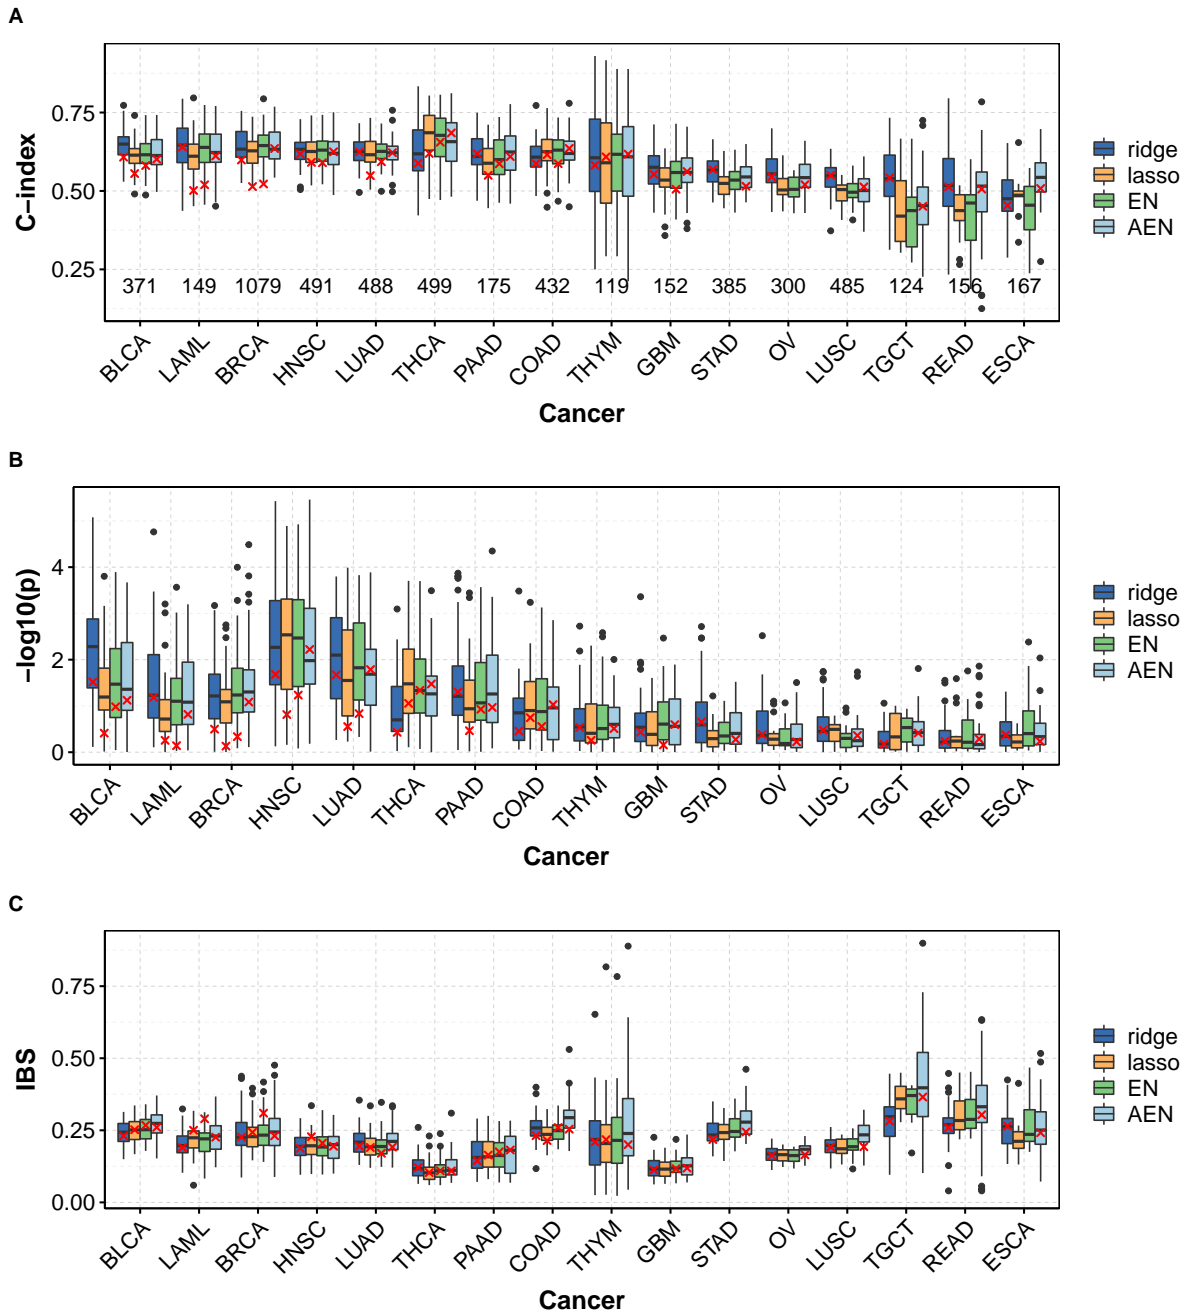 A
C-index
0.75
0.50
0.25
371 149 1079 491 488 499 175 432 119 152 385 300 485 124 156 167
BLCA LAML BRCA HNSC LUAD THCA PAAD COAD THYM GBM STAD OV LUSC TGCT READ ESCA
Cancer
ridge
lasso
EN
AEN
B
-log10(p)
4
2
0
BLCA LAML BRCA HNSC LUAD THCA PAAD COAD THYM GBM STAD OV LUSC TGCT READ ESCA
Cancer
ridge
lasso
EN
AEN
C
IBS
0.75
0.50
0.25
0.00
BLCA LAML BRCA HNSC LUAD THCA PAAD COAD THYM GBM STAD OV LUSC TGCT READ ESCA
Cancer
ridge
lasso
EN
AEN